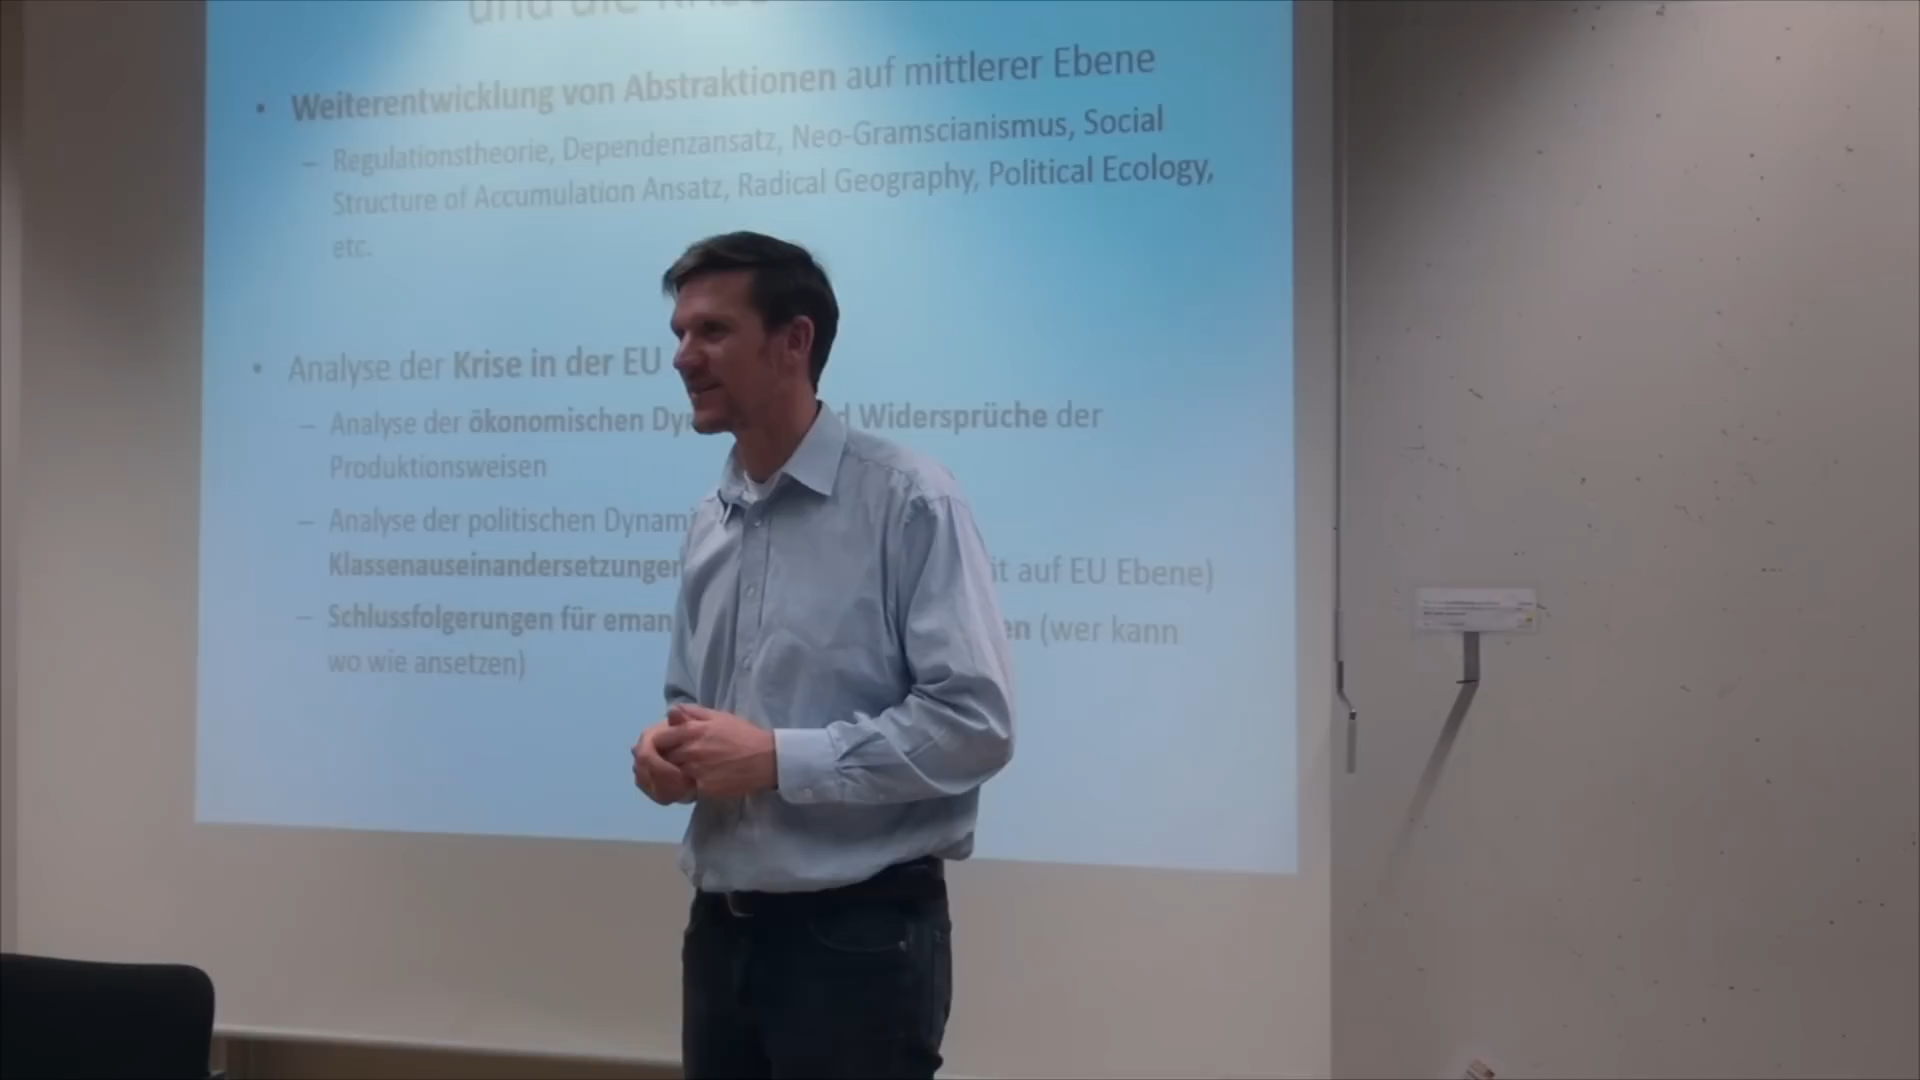 und die
• Weiterentwicklung von Abstraktionen auf mittlerer Ebene
– Regulationstheorie, Dependenzansatz, Neo-Gramscianismus, Social
Structure of Accumulation Ansatz, Radical Geography, Political Ecology,
etc.
• Analyse der Krise in der EU
– Analyse der ökonomischen Widersprüche der
Produktionsweisen
– Analyse der politischen
Klassenauseinandersetzungen auf EU Ebene)
– Schlussfolgerungen für (wer kann
wo wie ansetzen)